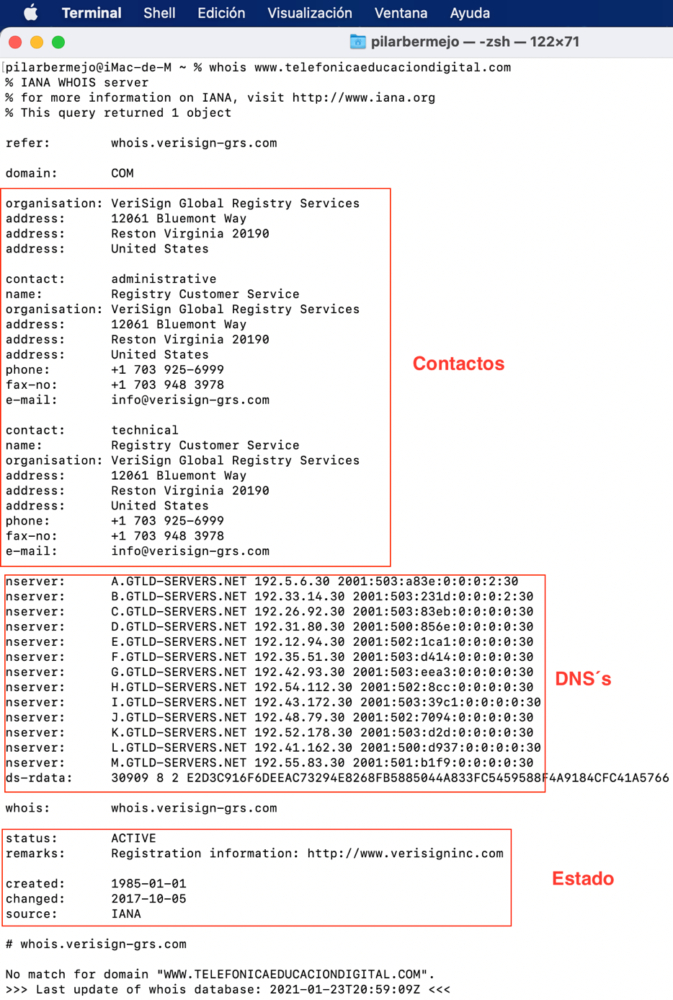 Terminal Shell Edición Visualización Ventana Ayuda
pilarbermejo — -zsh — 122×71
[pilarbermejo@iMac-de-M ~ % whois www.telefonicaeducaciondigital.com
% IANA WHOIS server
% for more information on IANA, visit http://www.iana.org
% This query returned 1 object
refer: whois.verisign-grs.com
domain: COM
organisation: VeriSign Global Registry Services
address: 12061 Bluemont Way
address: Reston Virginia 20190
address: United States
contact: administrative
name: Registry Customer Service
organisation: VeriSign Global Registry Services
address: 12061 Bluemont Way
address: Reston Virginia 20190
address: United States
phone: +1 703 925-6999
fax-no: +1 703 948 3978
e-mail: info@verisign-grs.com
Contactos
contact: technical
name: Registry Customer Service
organisation: VeriSign Global Registry Services
address: 12061 Bluemont Way
address: Reston Virginia 20190
address: United States
phone: +1 703 925-6999
fax-no: +1 703 948 3978
e-mail: info@verisign-grs.com
nserver: A.GTLD-SERVERS.NET 192.5.6.30 2001:503:a83e:0:0:0:2:30
nserver: B.GTLD-SERVERS.NET 192.33.14.30 2001:503:231d:0:0:0:2:30
nserver: C.GTLD-SERVERS.NET 192.26.92.30 2001:503:83eb:0:0:0:0:30
nserver: D.GTLD-SERVERS.NET 192.31.80.30 2001:500:856e:0:0:0:0:30
nserver: E.GTLD-SERVERS.NET 192.12.94.30 2001:502:1ca1:0:0:0:0:30
nserver: F.GTLD-SERVERS.NET 192.35.51.30 2001:503:d414:0:0:0:0:30
nserver: G.GTLD-SERVERS.NET 192.42.93.30 2001:503:eea3:0:0:0:0:30
nserver: H.GTLD-SERVERS.NET 192.54.112.30 2001:502:8cc:0:0:0:0:30
nserver: I.GTLD-SERVERS.NET 192.43.172.30 2001:503:39c1:0:0:0:0:30
nserver: J.GTLD-SERVERS.NET 192.48.79.30 2001:502:7094:0:0:0:0:30
nserver: K.GTLD-SERVERS.NET 192.52.178.30 2001:503:d2d:0:0:0:0:30
nserver: L.GTLD-SERVERS.NET 192.41.162.30 2001:500:d937:0:0:0:0:30
nserver: M.GTLD-SERVERS.NET 192.55.83.30 2001:501:b1f9:0:0:0:0:30
ds-rdata: 30909 8 2 E2D3C916F6DEEAC73294E8268FB5885044A833FC5459588F4A9184CFC41A5766
DNS´s
whois: whois.verisign-grs.com
status: ACTIVE
remarks: Registration information: http://www.verisigninc.com
created: 1985-01-01
changed: 2017-10-05
source: IANA
Estado
# whois.verisign-grs.com
No match for domain "WWW.TELEFONICAEDUCACIONDIGITAL.COM".
>>> Last update of whois database: 2021-01-23T20:59:09Z <<<